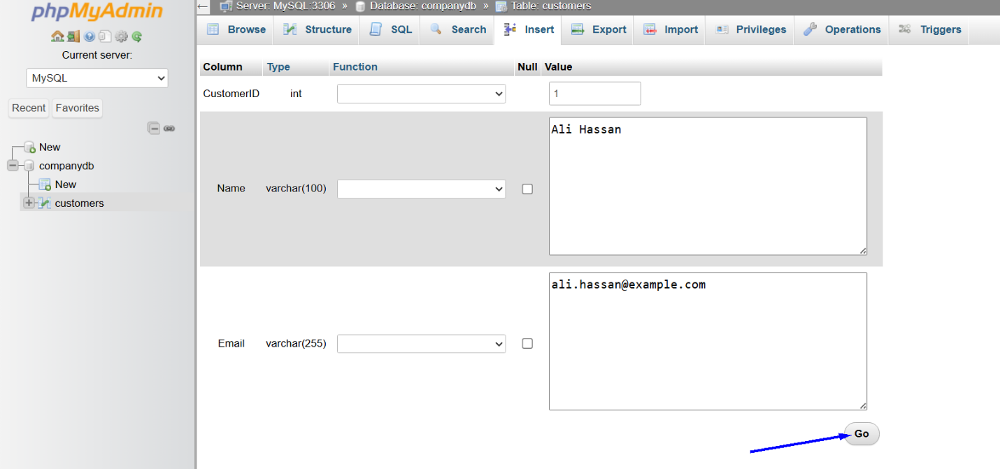 phpMyAdmin
Current server:
MySQL
Recent Favorites
New
companydb
New
customers
Server: MySQL:3306 » Database: companydb » Table: customers
Browse Structure SQL Search Insert Export Import Privileges Operations Triggers
Column Type Function Null Value
CustomerID int 1
Name varchar(100) Ali Hassan
Email varchar(255) ali.hassan@example.com
Go